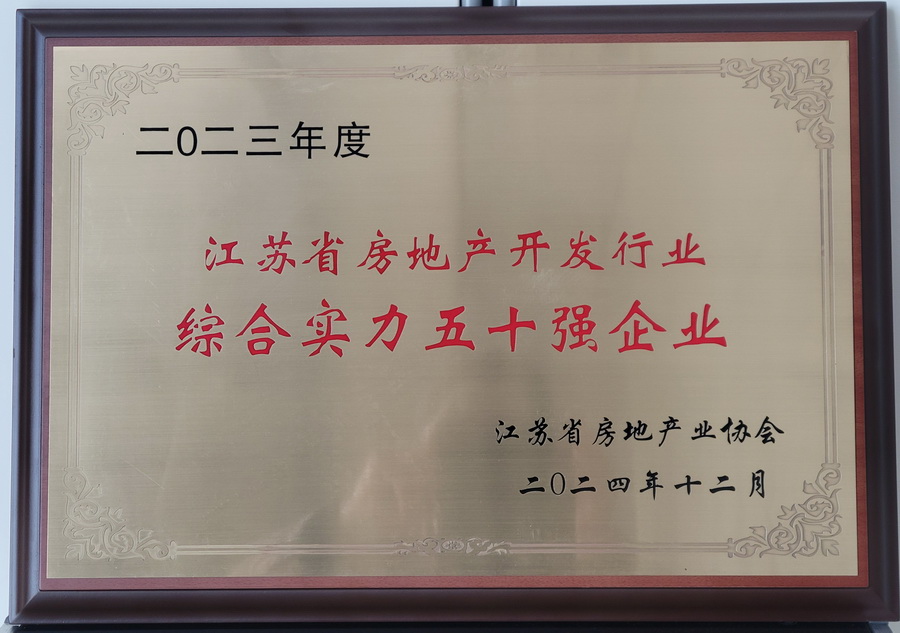 二0二三年度
江苏省房地产开发行业
综合实力五十强企业
江苏省房地产业协会
二0二四年十二月